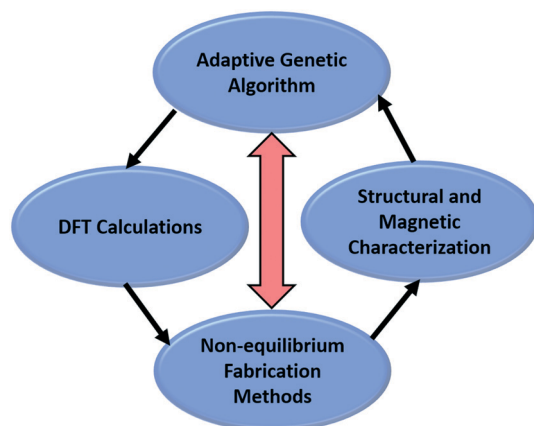 Adaptive Genetic
Algorithm
DFT Calculations
Structural and
Magnetic
Characterization
Non-equilibrium
Fabrication
Methods